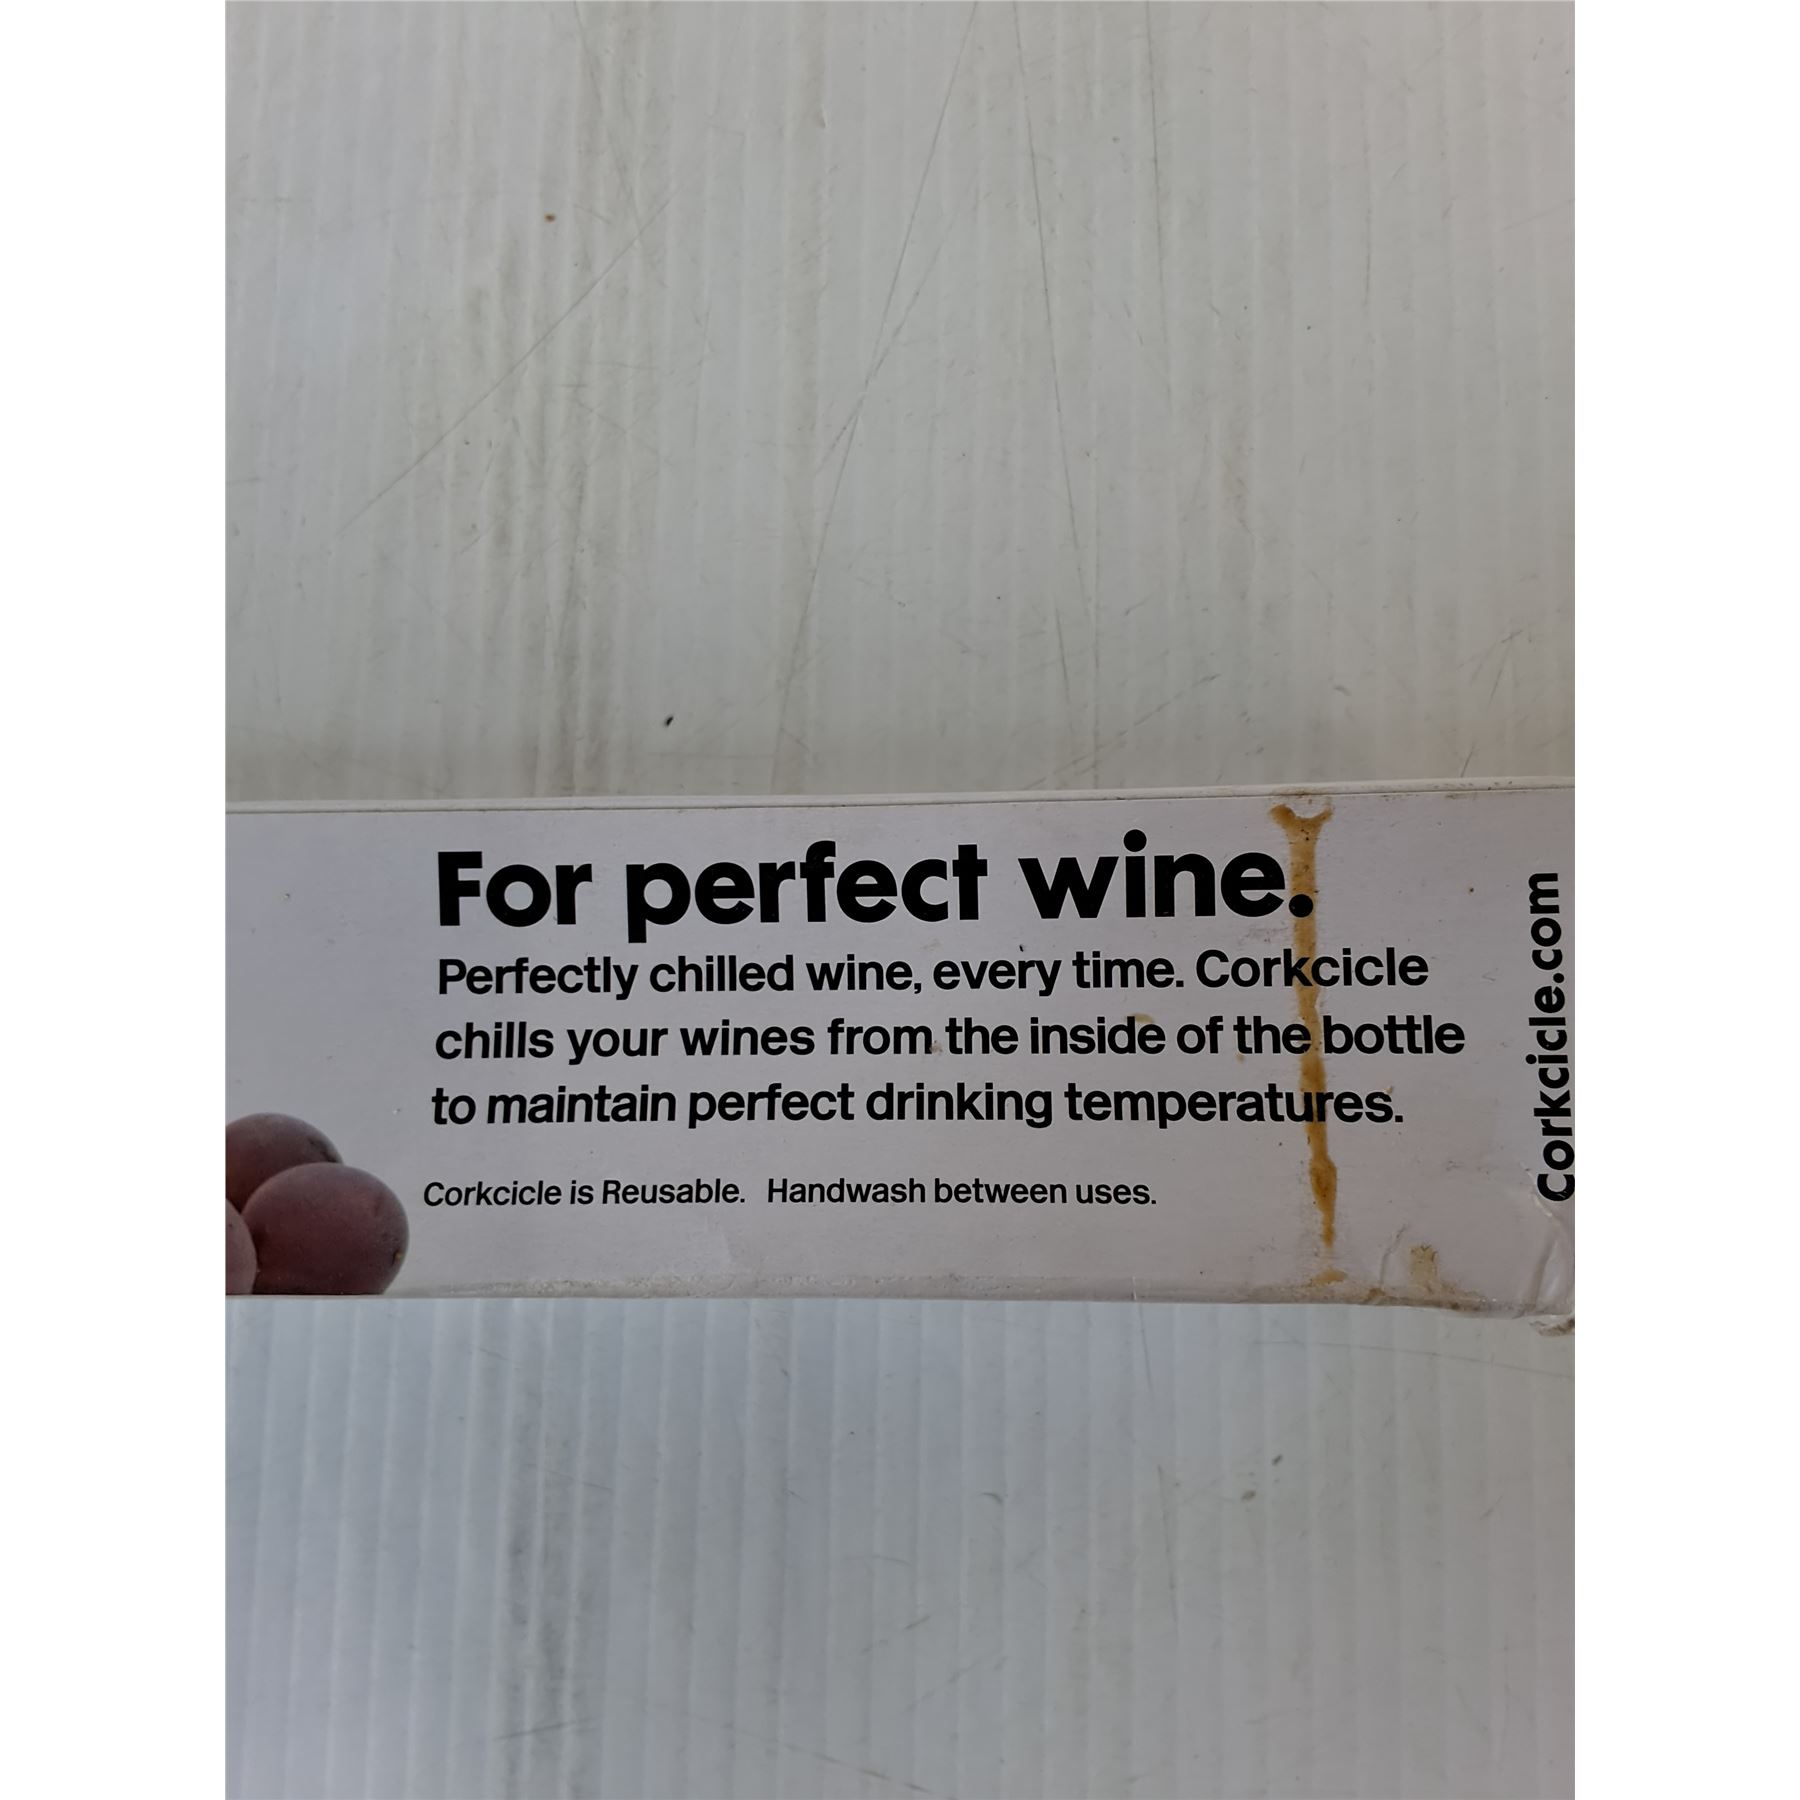 For perfect wine.
Perfectly chilled wine, every time. Corkcicle
chills your wines from the inside of the bottle
to maintain perfect drinking temperatures.
Corkcicle is Reusable. Handwash between uses.
Corkcicle.com